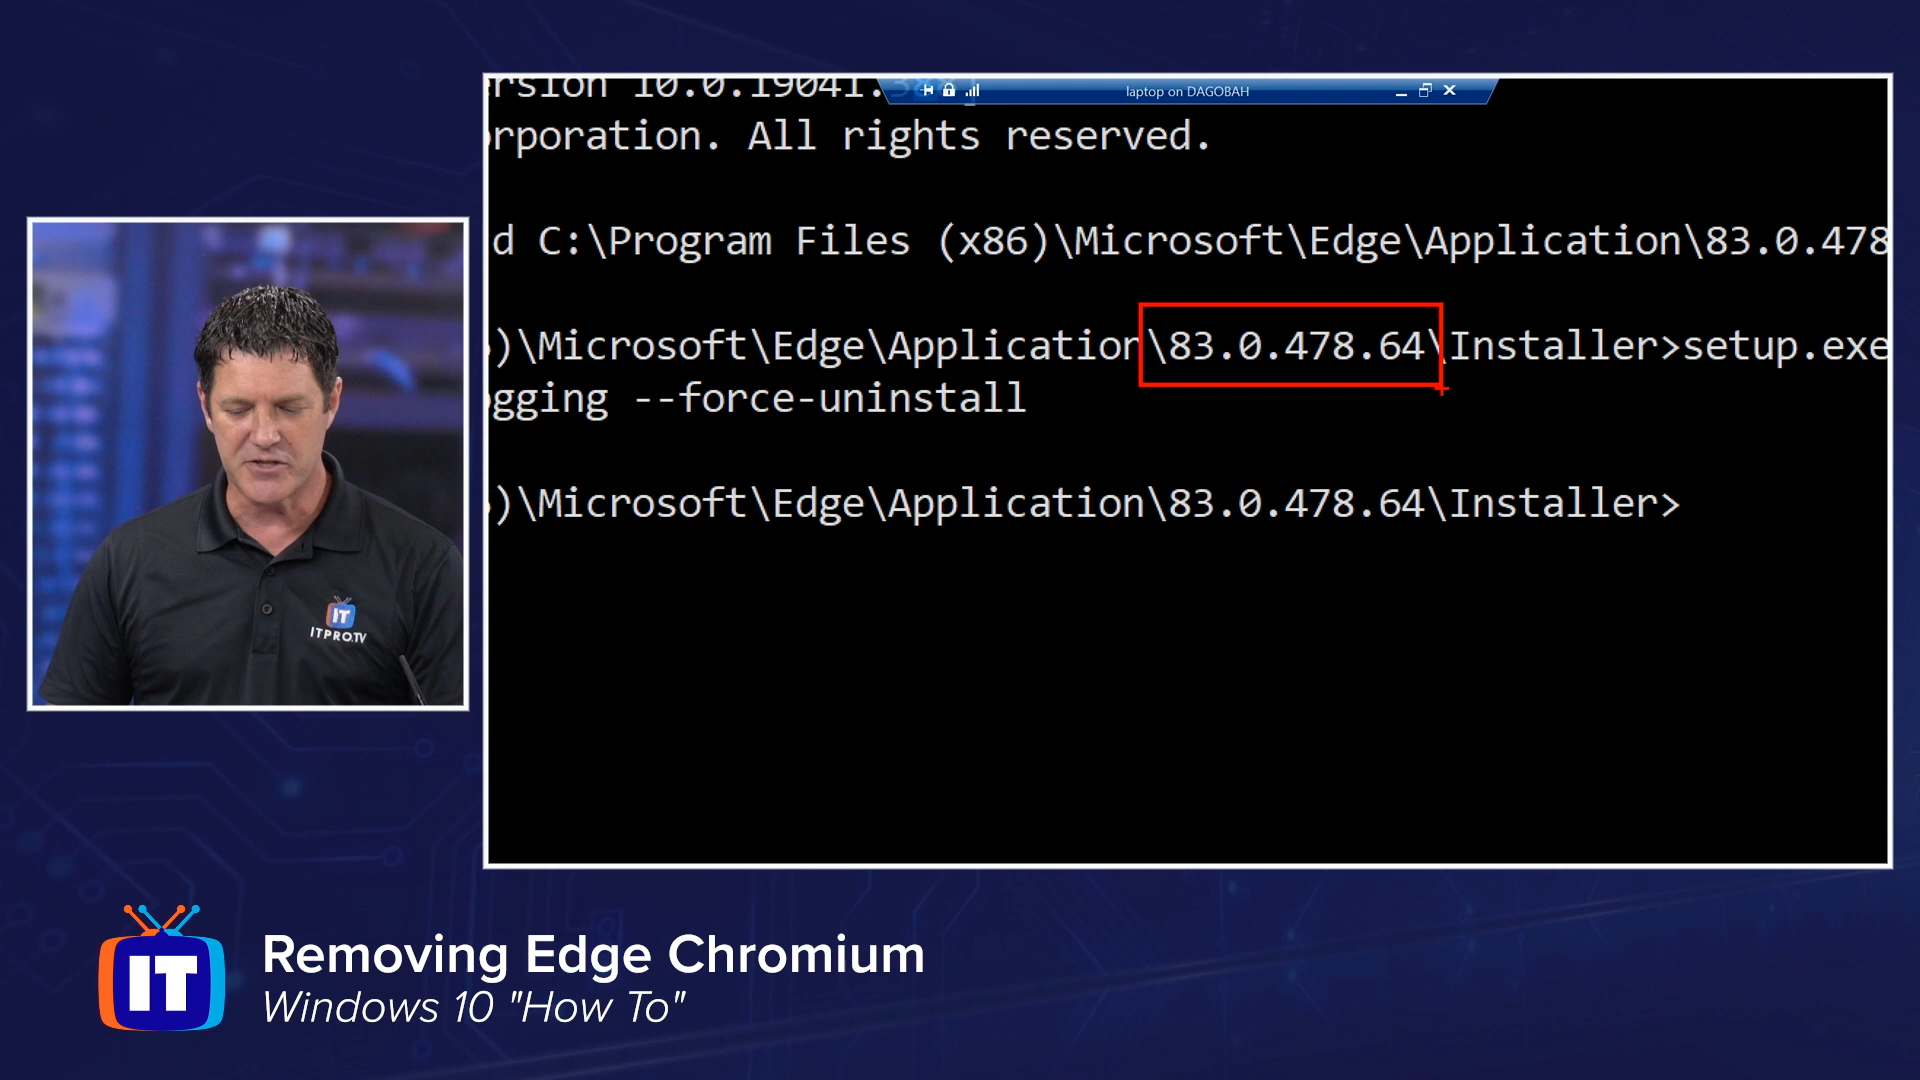 rsion 10.0.19041.388]
laptop on DAGOBAH
rporation. All rights reserved.
d C:\Program Files (x86)\Microsoft\Edge\Application\83.0.478
)\Microsoft\Edge\Application\83.0.478.64\Installer>setup.exe
gging --force-uninstall
)\Microsoft\Edge\Application\83.0.478.64\Installer>
IT
ITPRO.TV
IT
Removing Edge Chromium
Windows 10 "How To"